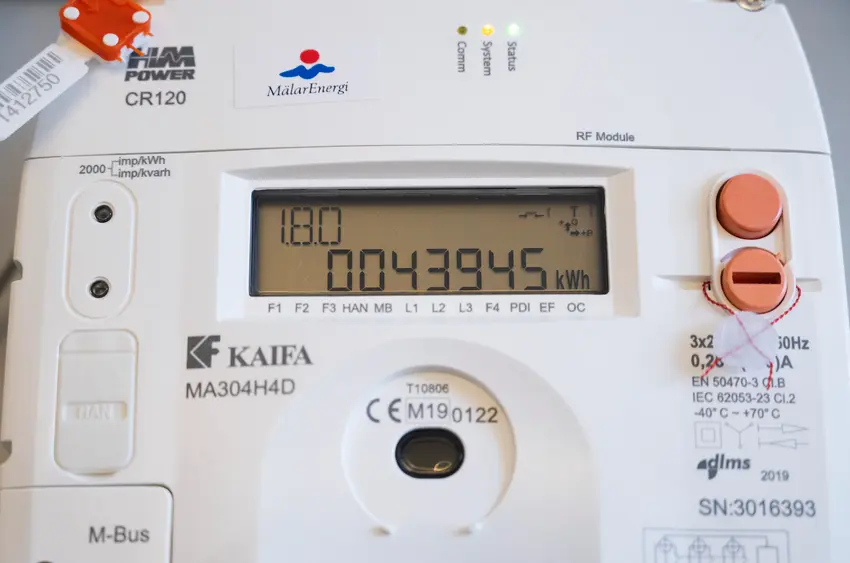 1412750
HM
POWER
CR120
MälarEnergi
Comm
System
Status
RF Module
2000
imp/kWh
imp/kvarh
1.8.0
0043945 kWh
F1 F2 F3 HAN MB L1 L2 L3 F4 PDI EF OC
KAIFA
MA304H4D
T10806
CE M19 0122
HAN
M-Bus
EN 50470-3 Cl.B
IEC 62053-23 Cl.2
-40° C ~ +70° C
dlms
2019
SN:3016393